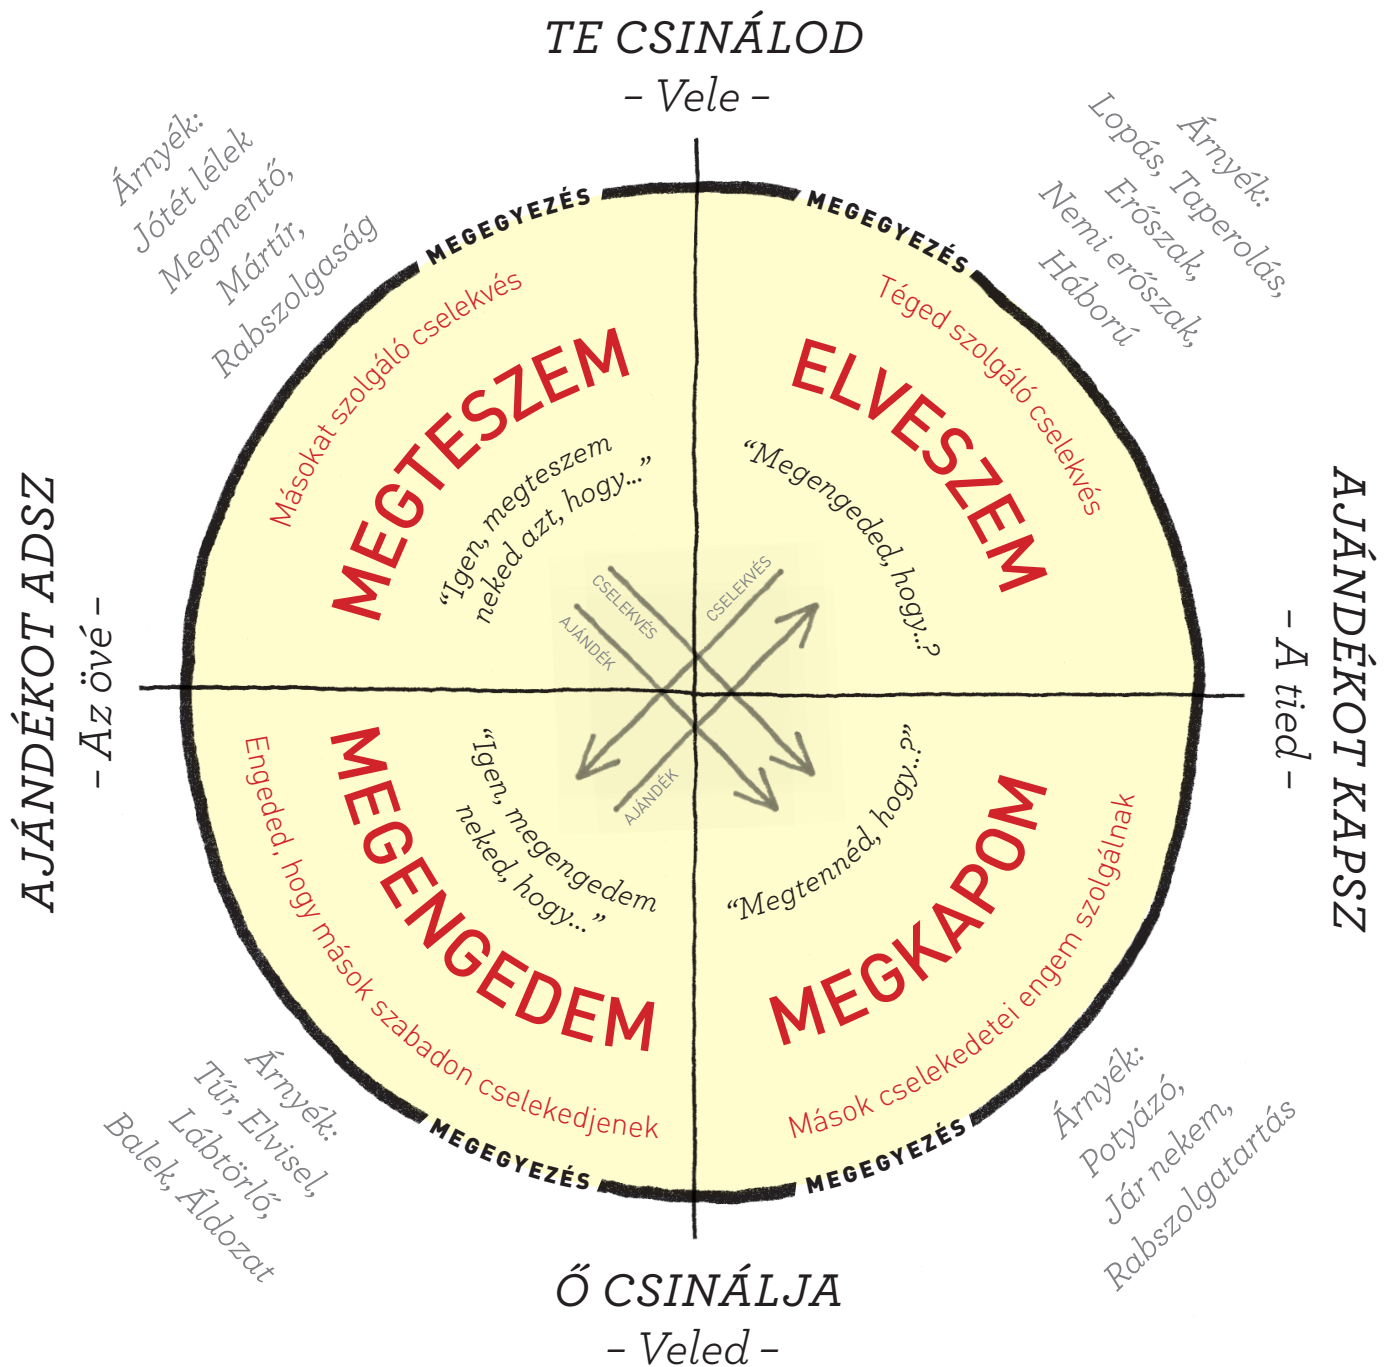 TE CSINÁLOD
– Vele –
Árnyék:
Jótét lélek
Megmentő,
Mártír,
Rabszolgaság
Árnyék:
Lopás, Taperolás,
Erőszak,
Nemi erőszak,
Háború
MEGEGYEZÉS
MEGEGYEZÉS
Másokat szolgáló cselekvés
MEGTESZEM
“Igen, megteszem
neked azt, hogy...”
Téged szolgáló cselekvés
ELVESZEM
“Megengeded, hogy..?
AJÁNDÉKOT ADSZ
– Az övé –
AJÁNDÉKOT KAPSZ
– A tied –
CSELEKVÉS
AJÁNDÉK
CSELEKVÉS
AJÁNDÉK
“Igen, megengedem
neked, hogy...”
MEGENGEDEM
Engeded, hogy mások szabadon cselekedjenek
“Megtennéd, hogy..?”
MEGKAPOM
Mások cselekedetei engem szolgálnak
MEGEGYEZÉS
MEGEGYEZÉS
Árnyék:
Tűr, Elvisel,
Lábtörlő,
Balek, Áldozat
Árnyék:
Potyázó,
Jár nekem,
Rabszolgatartás
Ő CSINÁLJA
– Veled –